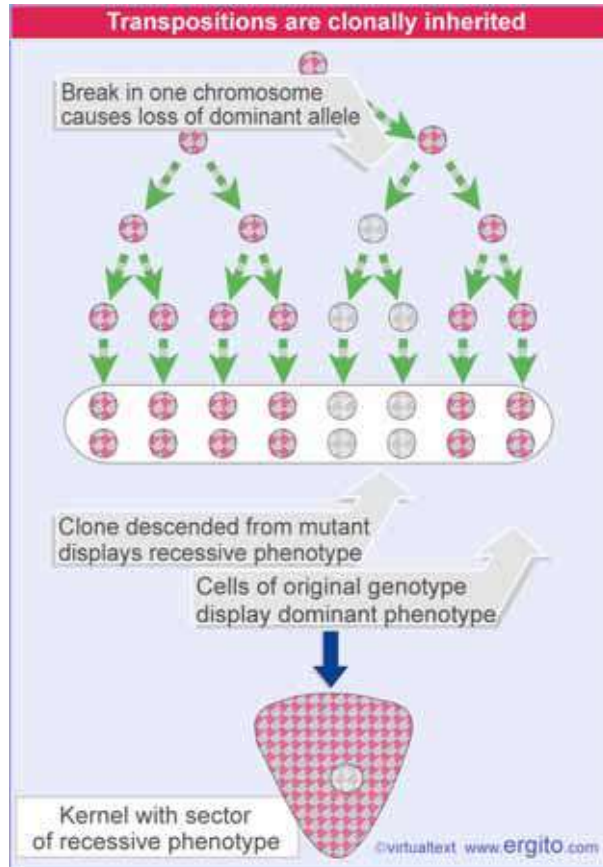 Transpositions are clonally inherited
Break in one chromosome
causes loss of dominant allele
Clone descended from mutant
displays recessive phenotype
Cells of original genotype
display dominant phenotype
Kernel with sector
of recessive phenotype
©virtualtext www.ergito.com